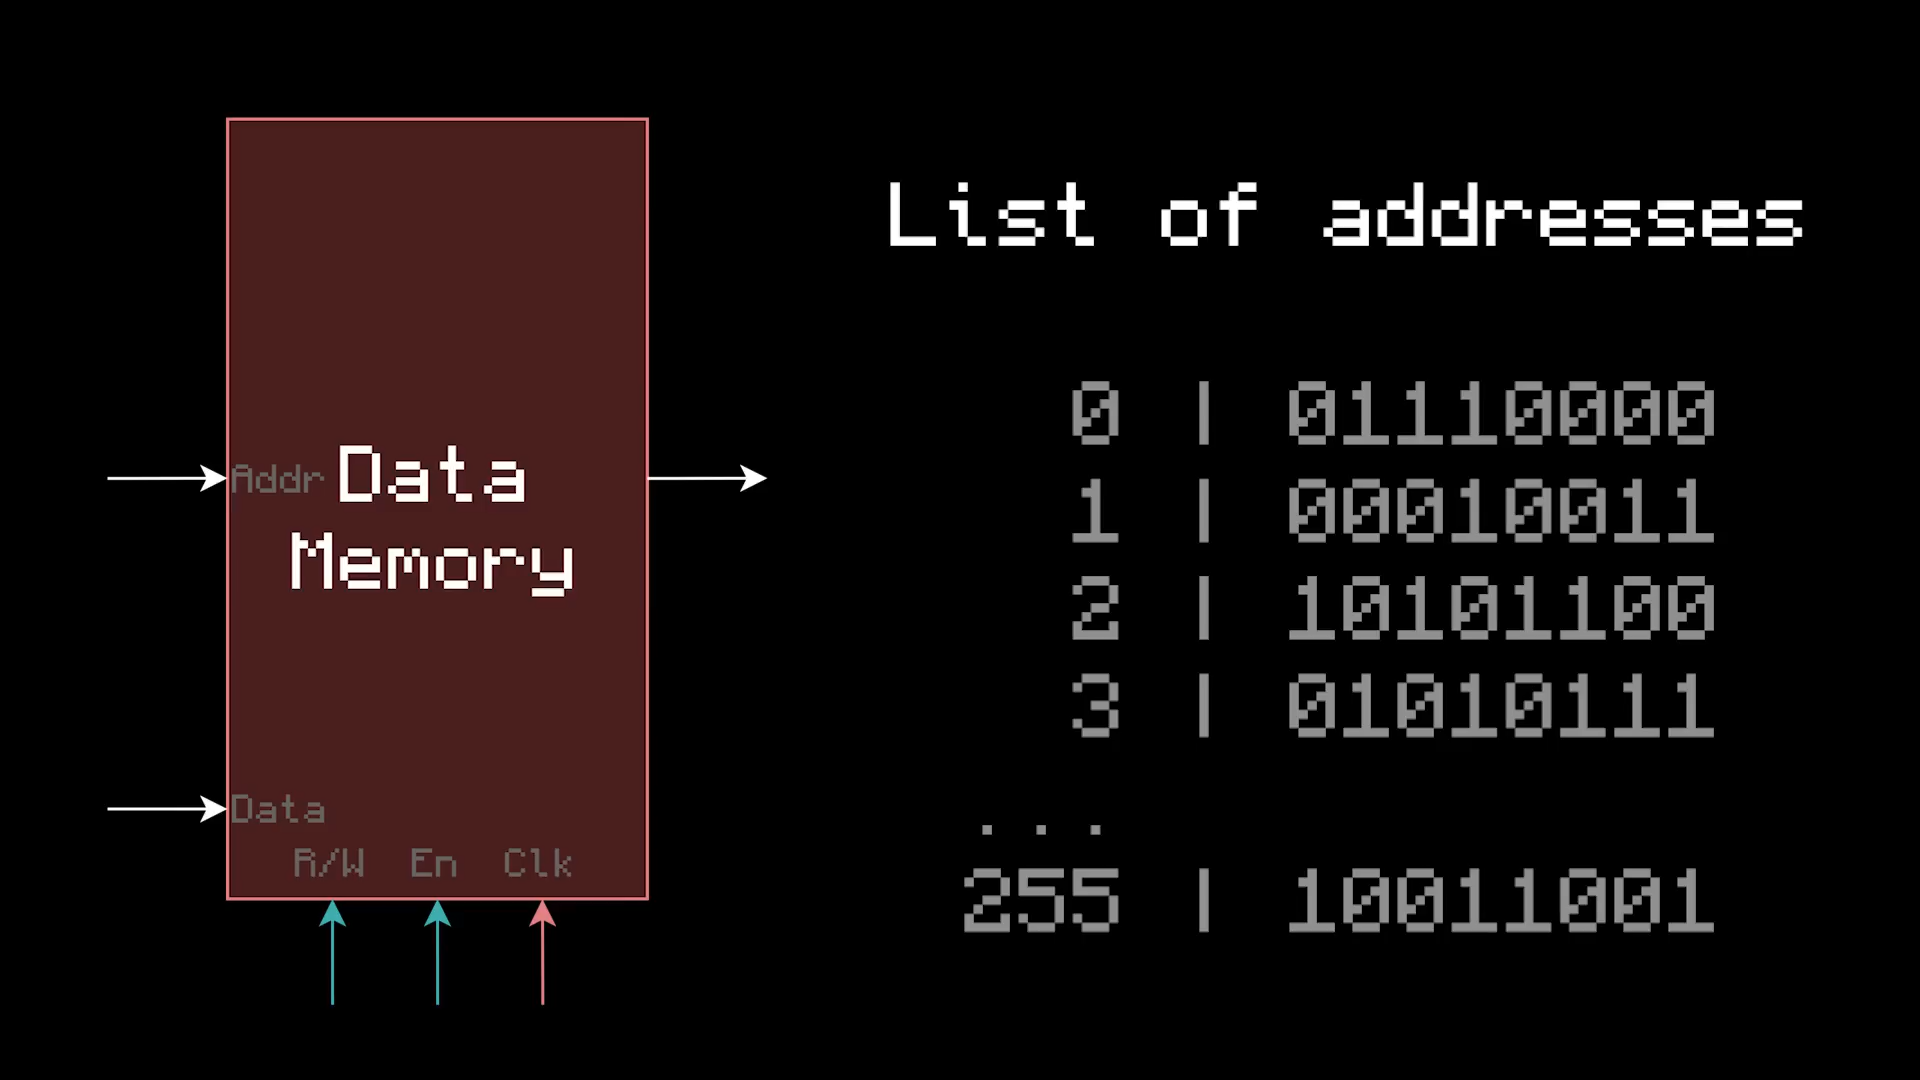 Addr
Data
Memory
Data
R/W En Clk
List of addresses
0 | 01110000
1 | 00010011
2 | 10101100
3 | 01010111
...
255 | 10011001